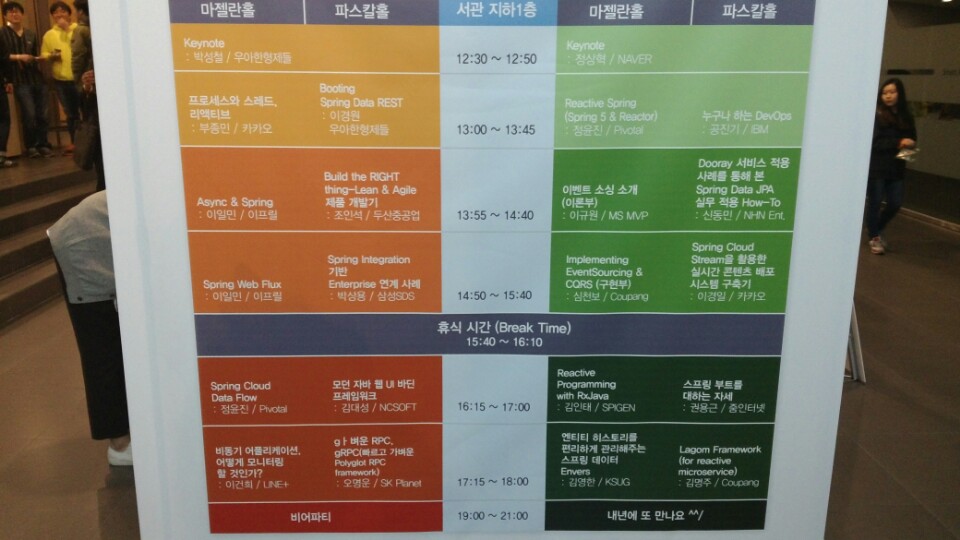 마젤란홀 파스칼홀 서관 지하1층 마젤란홀 파스칼홀
Keynote
: 박성철 / 우아한형제들
12:30 ~ 12:50
Keynote
: 정상혁 / NAVER
프로세스와 스레드,
리액티브
: 부종민 / 카카오
Booting
Spring Data REST
: 이경원
우아한형제들
13:00 ~ 13:45
Reactive Spring
(Spring 5 & Reactor)
: 정윤진 / Pivotal
누구나 하는 DevOps
: 공진기 / IBM
Async & Spring
: 이일민 / 이프릴
Build the RIGHT
thing-Lean & Agile
제품 개발기
: 조인석 / 두산중공업
13:55 ~ 14:40
이벤트 소싱 소개
(이론부)
: 이규원 / MS MVP
Dooray 서비스 적용
사례를 통해 본
Spring Data JPA
실무 적용 How-To
: 신동민 / NHN Ent.
Spring Web Flux
: 이일민 / 이프릴
Spring Integration
기반
Enterprise 연계 사례
: 박상용 / 삼성SDS
14:50 ~ 15:40
Implementing
EventSourcing &
CQRS (구현부)
: 심천보 / Coupang
Spring Cloud
Stream을 활용한
실시간 콘텐츠 배포
시스템 구축기
: 이경일 / 카카오
휴식 시간 (Break Time)
15:40 ~ 16:10
Spring Cloud
Data Flow
: 정윤진 / Pivotal
모던 자바 웹 UI 바딘
프레임워크
: 김대성 / NCSOFT
16:15 ~ 17:00
Reactive
Programming
with RxJava
: 김인태 / SPIGEN
스프링 부트를
대하는 자세
: 권용근 / 줌인터넷
비동기 어플리케이션,
어떻게 모니터링
할 것인가?
: 이건희 / LINE+
gㅏ벼운 RPC,
gRPC(빠르고 가벼운
Polyglot RPC
framework)
: 오명운 / SK Planet
17:15 ~ 18:00
엔티티 히스토리를
편리하게 관리해주는
스프링 데이터
Envers
: 김영한 / KSUG
Lagom Framework
(for reactive
microservice)
: 김명주 / Coupang
비어파티
19:00 ~ 21:00
내년에 또 만나요 ^^/